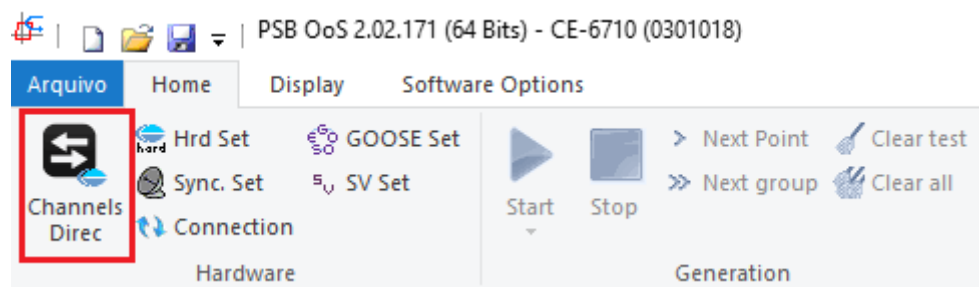 PSB OoS 2.02.171 (64 Bits) - CE-6710 (0301018)
Arquivo Home Display Software Options
Channels Direc
hard Hrd Set
Sync. Set
Connection
GOOSE Set
SV Set
Hardware
Start
Stop
Next Point
Next group
Clear test
Clear all
Generation